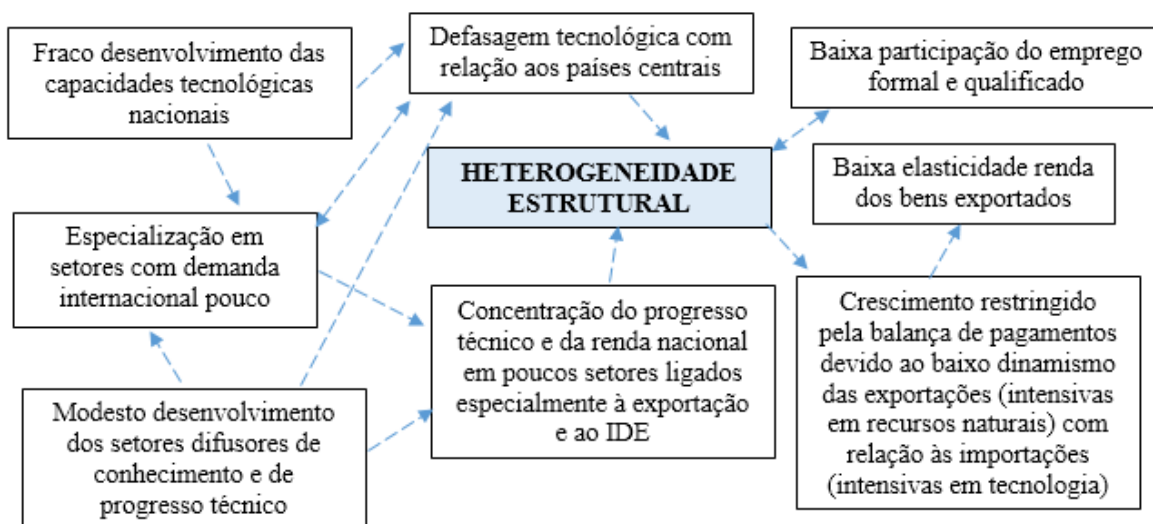 Fraco desenvolvimento das
capacidades tecnológicas
nacionais
Defasagem tecnológica com
relação aos países centrais
Baixa participação do emprego
formal e qualificado
HETEROGENEIDADE
ESTRUTURAL
Baixa elasticidade renda
dos bens exportados
Especialização em
setores com demanda
internacional pouco
Concentração do progresso
técnico e da renda nacional
em poucos setores ligados
especialmente à exportação
e ao IDE
Crescimento restringido
pela balança de pagamentos
devido ao baixo dinamismo
das exportações (intensivas
em recursos naturais) com
relação às importações
(intensivas em tecnologia)
Modesto desenvolvimento
dos setores difusores de
conhecimento e de
progresso técnico